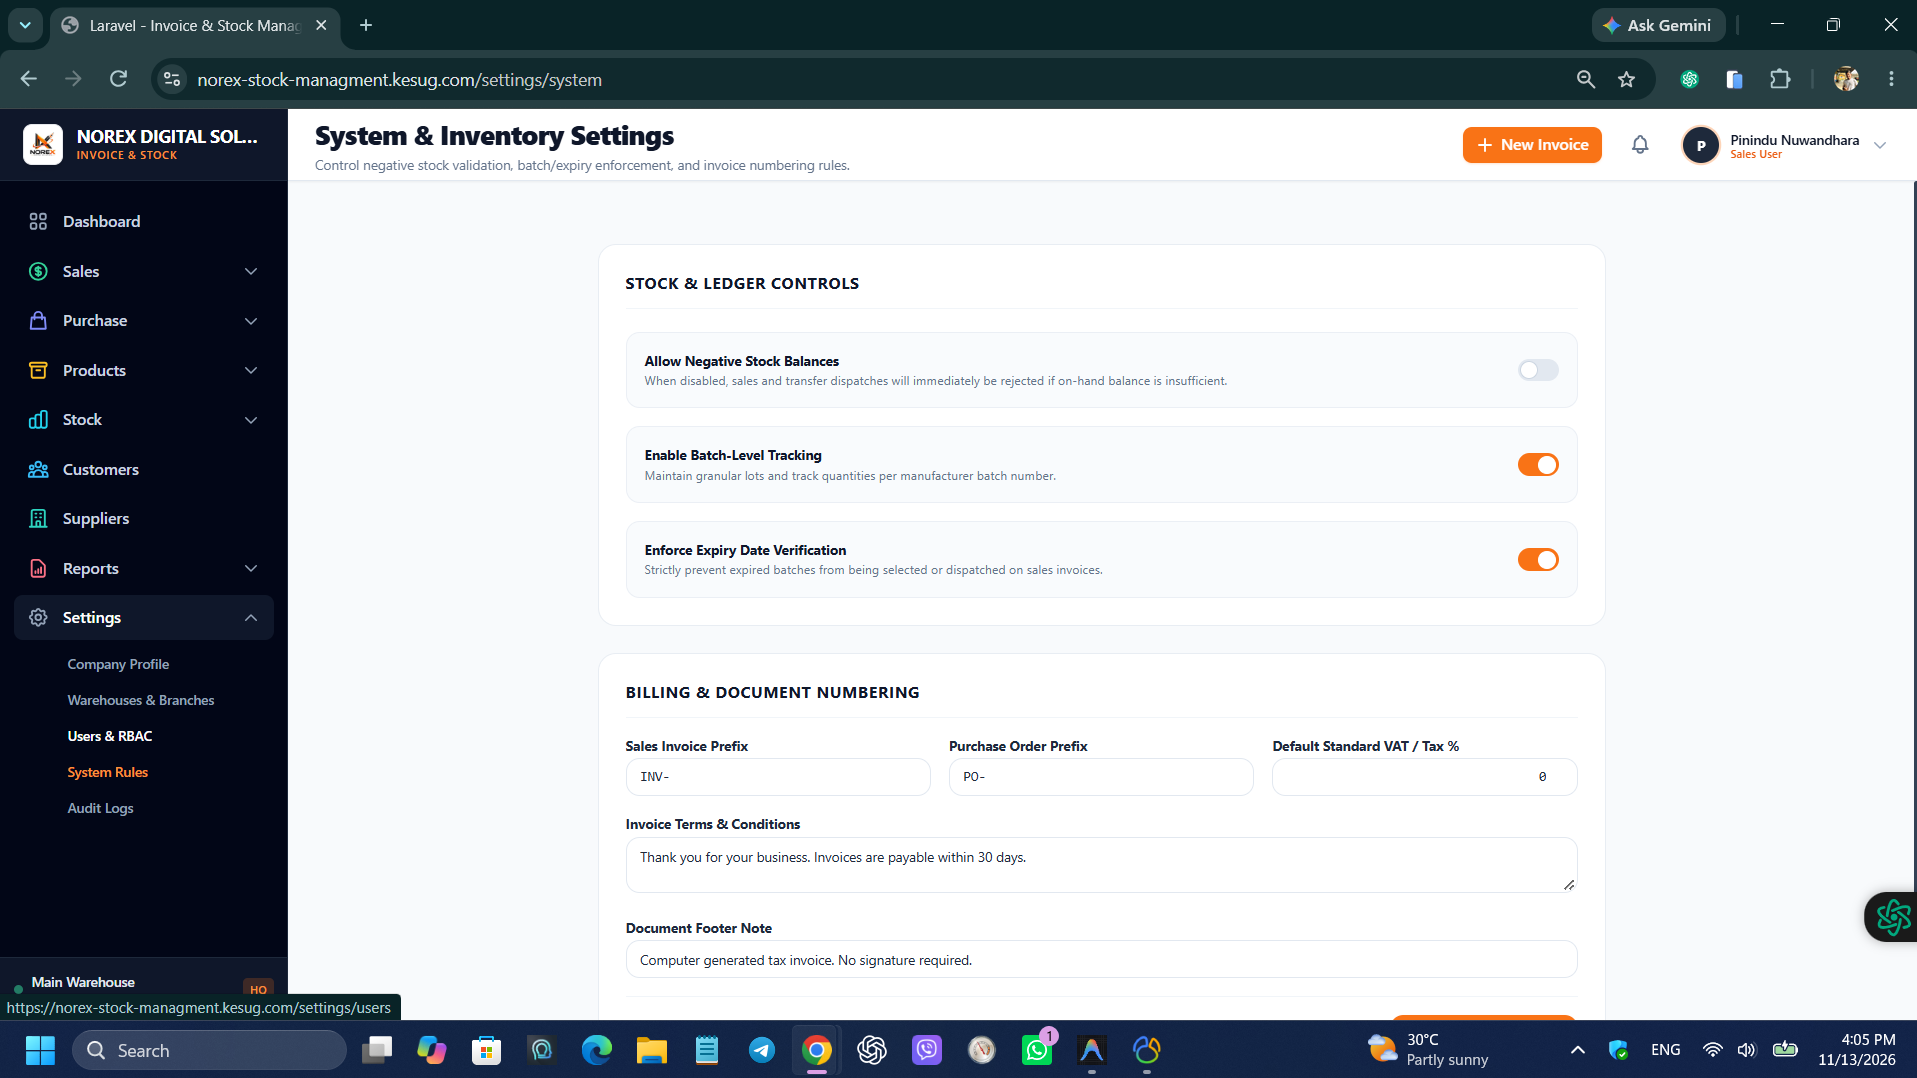 Laravel - Invoice & Stock Manag
Ask Gemini
norex-stock-managment.kesug.com/settings/system
NOREX DIGITAL SOL...
INVOICE & STOCK
NOREX
System & Inventory Settings
Control negative stock validation, batch/expiry enforcement, and invoice numbering rules.
New Invoice
P
Pinindu Nuwandhara
Sales User
Dashboard
Sales
Purchase
Products
Stock
Customers
Suppliers
Reports
Settings
Company Profile
Warehouses & Branches
Users & RBAC
System Rules
Audit Logs
Main Warehouse
HQ
https://norex-stock-managment.kesug.com/settings/users
STOCK & LEDGER CONTROLS
Allow Negative Stock Balances
When disabled, sales and transfer dispatches will immediately be rejected if on-hand balance is insufficient.
Enable Batch-Level Tracking
Maintain granular lots and track quantities per manufacturer batch number.
Enforce Expiry Date Verification
Strictly prevent expired batches from being selected or dispatched on sales invoices.
BILLING & DOCUMENT NUMBERING
Sales Invoice Prefix
INV-
Purchase Order Prefix
PO-
Default Standard VAT / Tax %
0
Invoice Terms & Conditions
Thank you for your business. Invoices are payable within 30 days.
Document Footer Note
Computer generated tax invoice. No signature required.
Search
1
30°C
Partly sunny
ENG
4:05 PM
11/13/2026